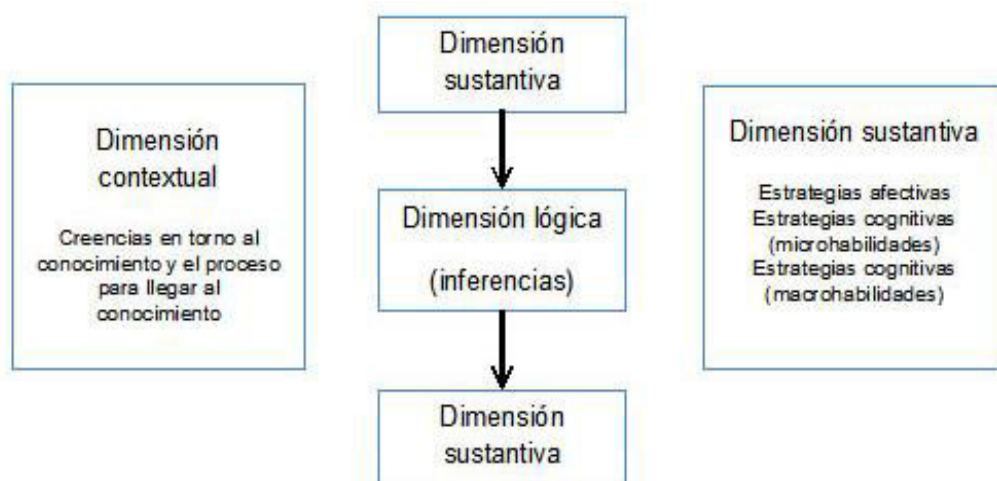 Dimensión
sustantiva
Dimensión
contextual
Creencias en torno al
conocimiento y el proceso
para llegar al
conocimiento
Dimensión lógica
(inferencias)
Dimensión sustantiva
Estrategias afectivas
Estrategias cognitivas
(microhabilidades)
Estrategias cognitivas
(macrohabilidades)
Dimensión
sustantiva